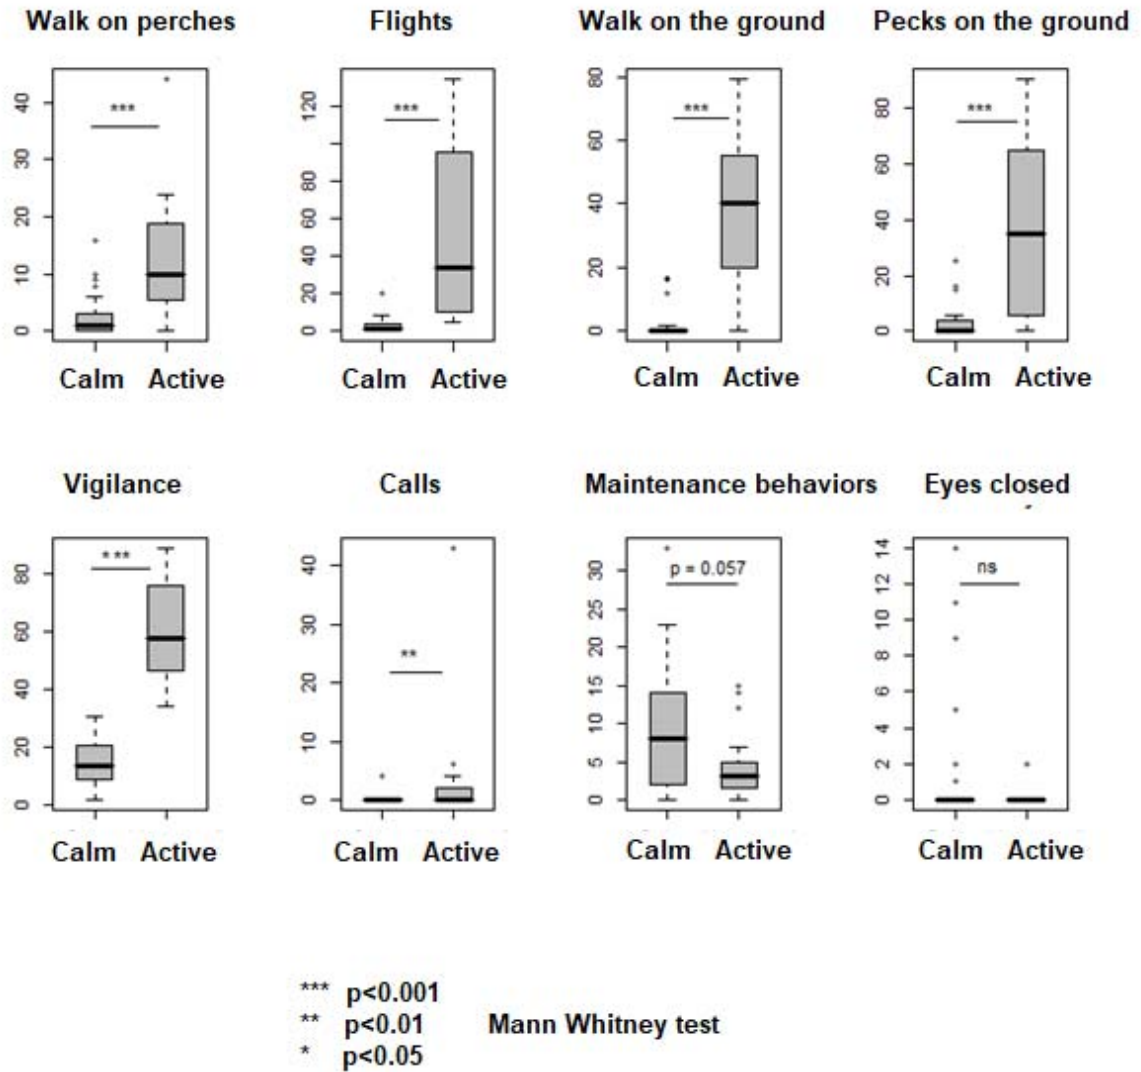 Walk on perches
0 10 20 30 40
***
Calm Active
Flights
0 20 40 60 80 120
***
Calm Active
Walk on the ground
0 20 40 60 80
***
Calm Active
Pecks on the ground
0 20 40 60 80
***
Calm Active
Vigilance
0 20 40 60 80
***
Calm Active
Calls
0 10 20 30 40
**
Calm Active
Maintenance behaviors
0 5 10 15 20 25 30
p = 0.057
Calm Active
Eyes closed
0 2 4 6 8 10 12 14
ns
Calm Active
*** p<0.001
** p<0.01 Mann Whitney test
* p<0.05